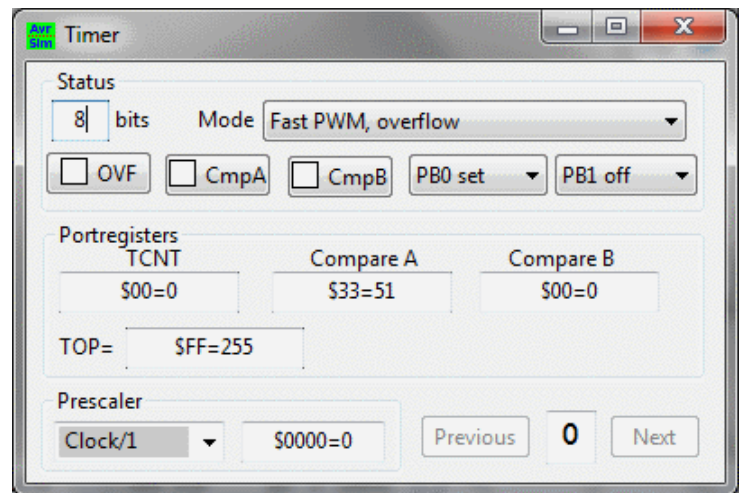 Avr Sim Timer
Status
8 bits Mode Fast PWM, overflow
OVF CmpA CmpB PB0 set PB1 off
Portregisters
TCNT Compare A Compare B
$00=0 $33=51 $00=0
TOP= $FF=255
Prescaler
Clock/1 $0000=0 Previous 0 Next